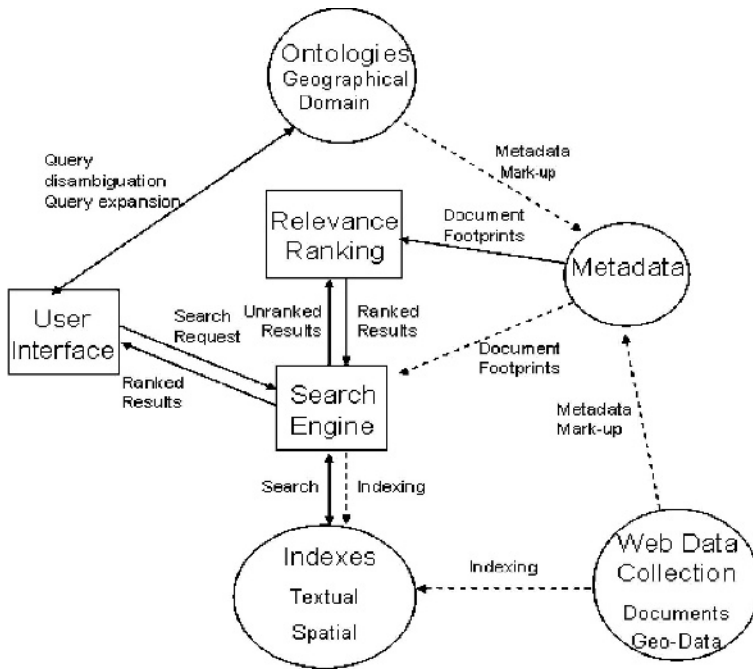 Ontologies
Geographical
Domain
Query
disambiguation
Query expansion
Metadata
Mark-up
Relevance
Ranking
Document
Footprints
Metadata
User
Interface
Search
Request
Unranked
Results
Ranked
Results
Ranked
Results
Document
Footprints
Search
Engine
Metadata
Mark-up
Search
Indexing
Indexes
Textual
Spatial
Indexing
Web Data
Collection
Documents
Geo-Data